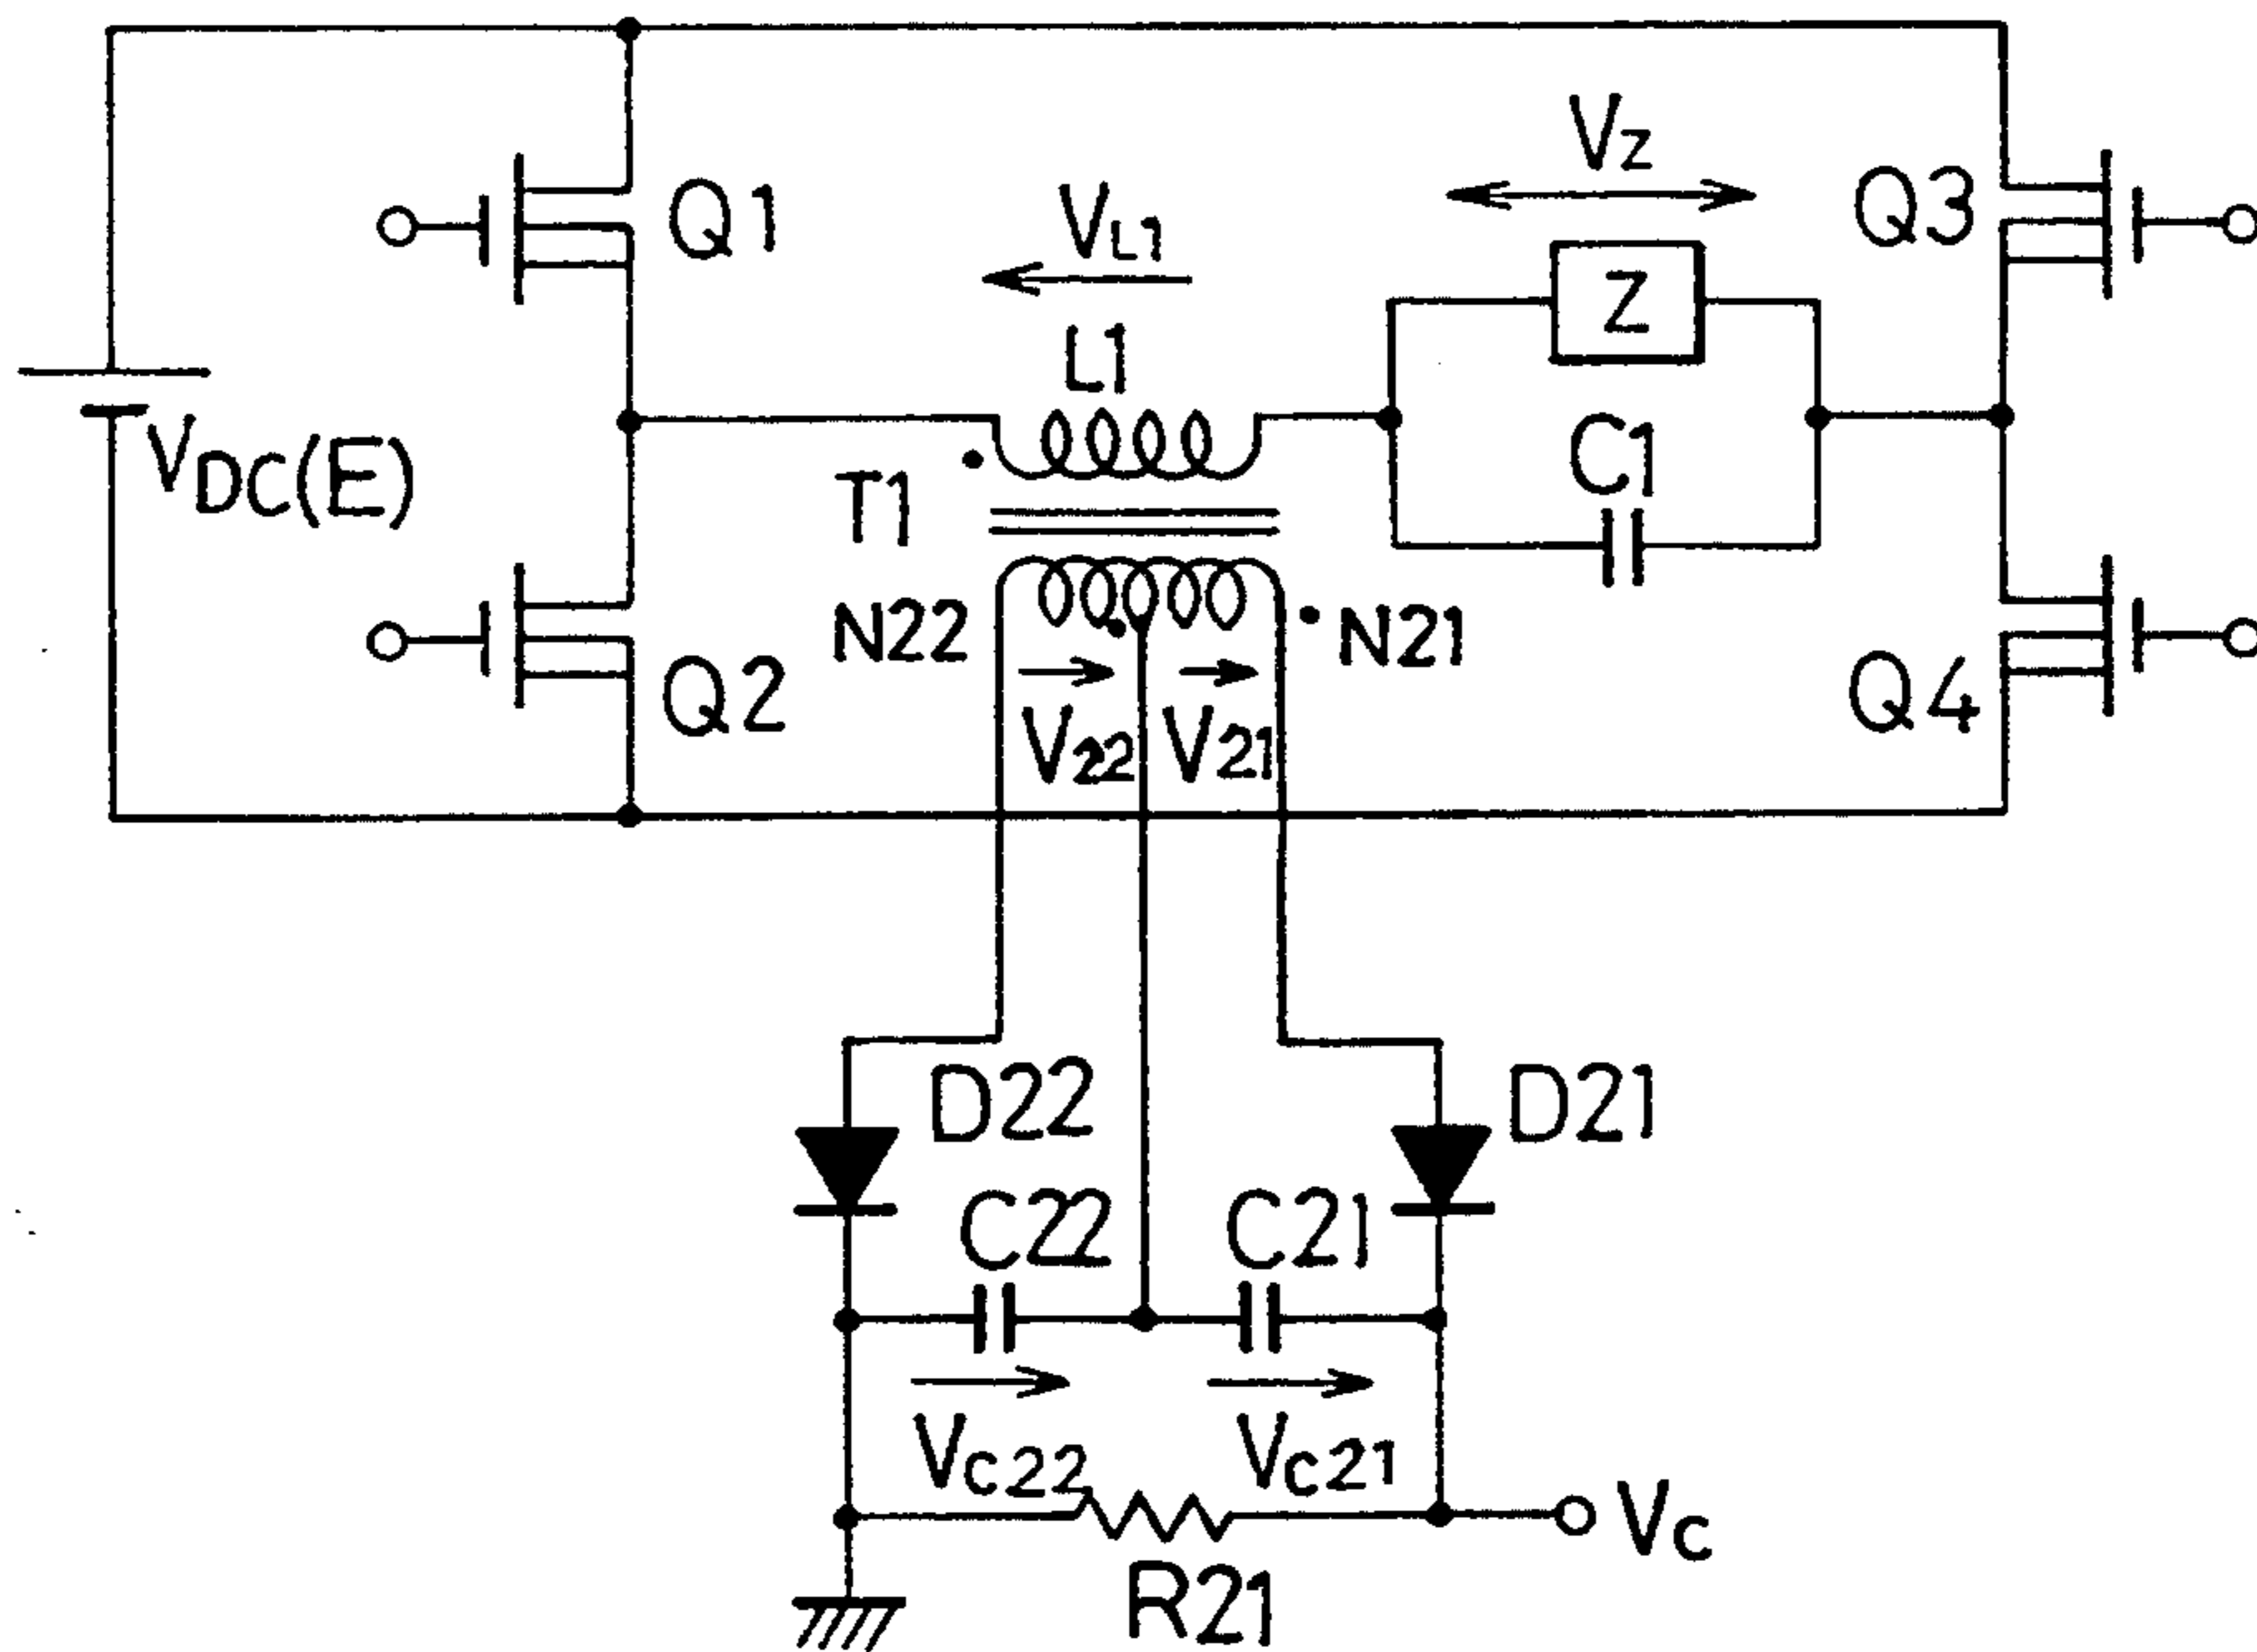 Q1
VL1
VZ
Q3
L1
Z
VDC(E)
T1
C1
N22
N21
Q2
V22
V21
Q4
D22
D21
C22
C21
VC22
VC21
R21
VC